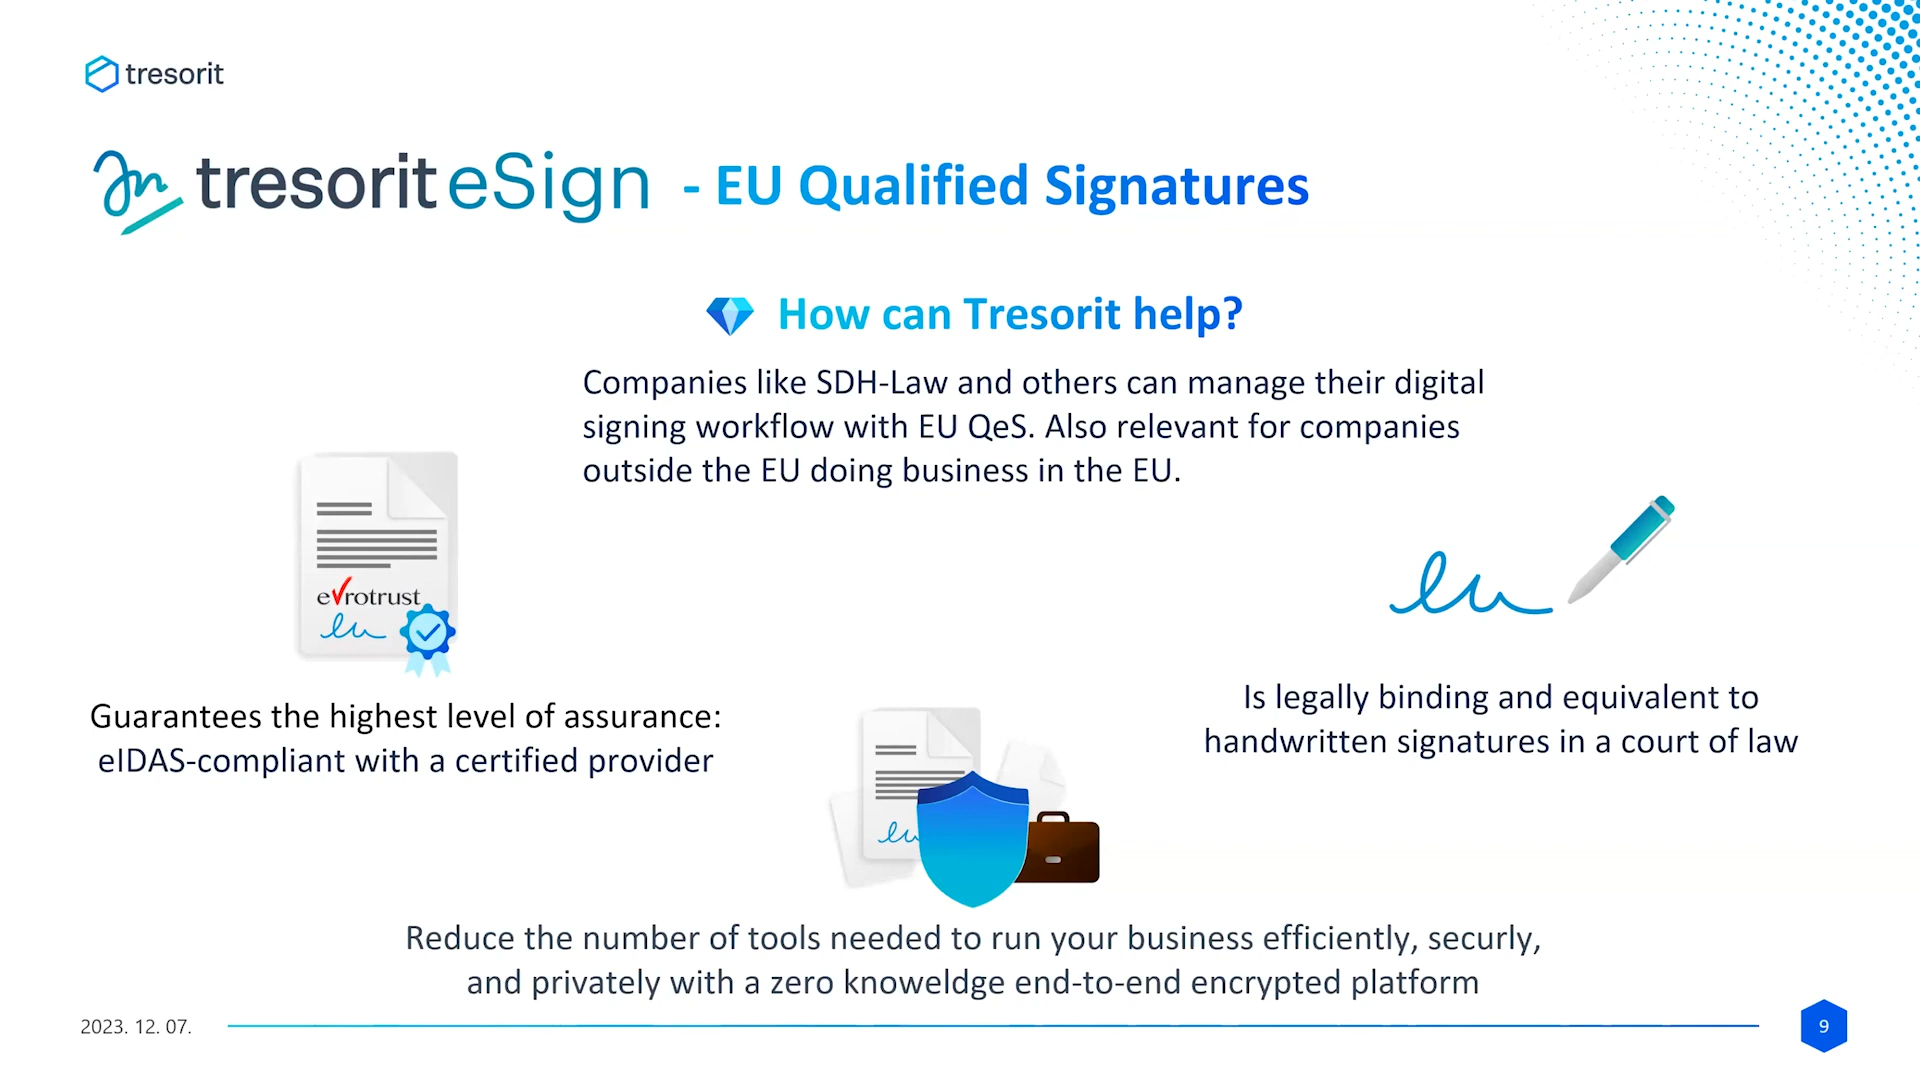 tresorit
tresorit eSign - EU Qualified Signatures
How can Tresorit help?
Companies like SDH-Law and others can manage their digital
signing workflow with EU QeS. Also relevant for companies
outside the EU doing business in the EU.
evrotrust
Guarantees the highest level of assurance:
eIDAS-compliant with a certified provider
Is legally binding and equivalent to
handwritten signatures in a court of law
Reduce the number of tools needed to run your business efficiently, securly,
and privately with a zero knoweldge end-to-end encrypted platform
2023. 12. 07.
9